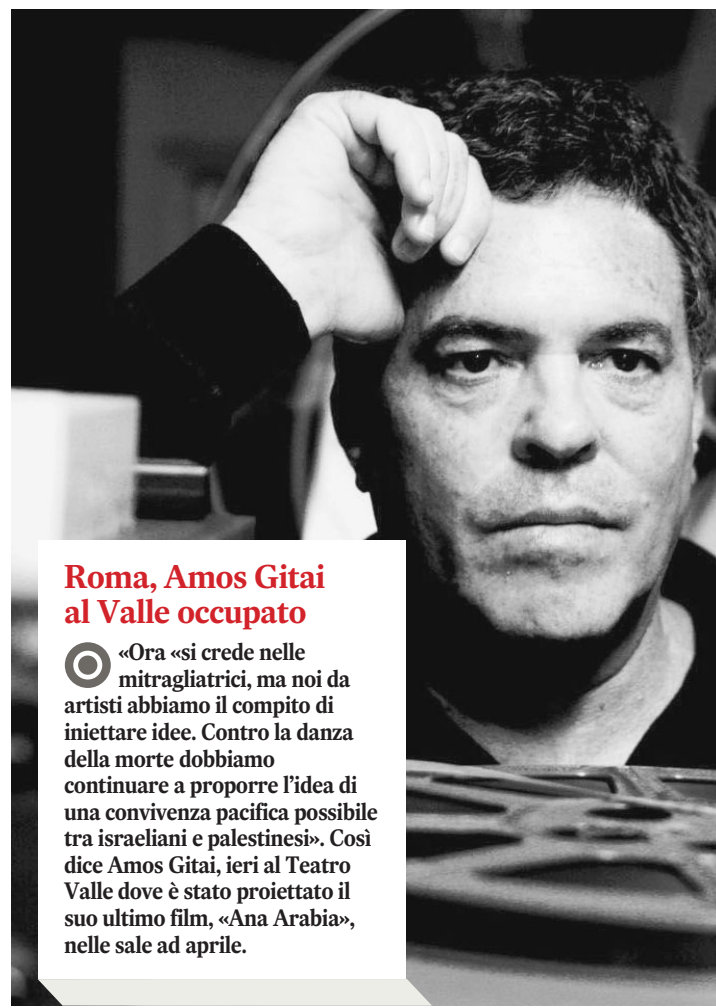 Roma, Amos Gitai
al Valle occupato
«Ora «si crede nelle
mitragliatrici, ma noi da
artisti abbiamo il compito di
iniettare idee. Contro la danza
della morte dobbiamo
continuare a proporre l’idea di
una convivenza pacifica possibile
tra israeliani e palestinesi». Così
dice Amos Gitai, ieri al Teatro
Valle dove è stato proiettato il
suo ultimo film, «Ana Arabia»,
nelle sale ad aprile.